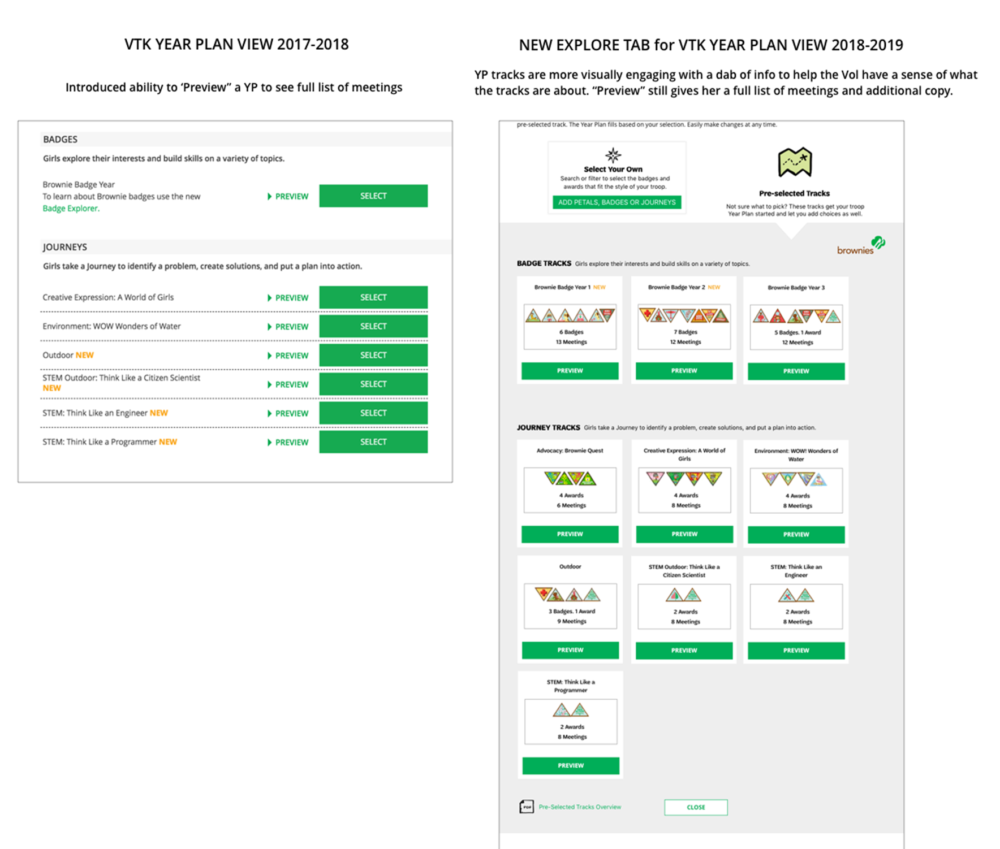 VTK YEAR PLAN VIEW 2017-2018
Introduced ability to ‘Preview” a YP to see full list of meetings
BADGES
Girls explore their interests and build skills on a variety of topics.
Brownie Badge Year
To learn about Brownie badges use the new
Badge Explorer.
PREVIEW
SELECT
JOURNEYS
Girls take a Journey to identify a problem, create solutions, and put a plan into action.
Creative Expression: A World of Girls
PREVIEW
SELECT
Environment: WOW Wonders of Water
PREVIEW
SELECT
Outdoor NEW
PREVIEW
SELECT
STEM Outdoor: Think Like a Citizen Scientist
NEW
PREVIEW
SELECT
STEM: Think Like an Engineer NEW
PREVIEW
SELECT
STEM: Think Like a Programmer NEW
PREVIEW
SELECT
NEW EXPLORE TAB for VTK YEAR PLAN VIEW 2018-2019
YP tracks are more visually engaging with a dab of info to help the Vol have a sense of what
the tracks are about. “Preview” still gives her a full list of meetings and additional copy.
pre-selected track. The Year Plan fills based on your selection. Easily make changes at any time.
Select Your Own
Search or filter to select the badges and
awards that fit the style of your troop.
ADD PETALS, BADGES OR JOURNEYS
Pre-selected Tracks
Not sure what to pick? These tracks get your troop
Year Plan started and let you add choices as well.
brownies
BADGE TRACKS Girls explore their interests and build skills on a variety of topics.
Brownie Badge Year 1 NEW
6 Badges
13 Meetings
PREVIEW
Brownie Badge Year 2 NEW
7 Badges
12 Meetings
PREVIEW
Brownie Badge Year 3
5 Badges. 1 Award
12 Meetings
PREVIEW
JOURNEY TRACKS Girls take a Journey to identify a problem, create solutions, and put a plan into action.
Advocacy: Brownie Quest
4 Awards
6 Meetings
PREVIEW
Creative Expression: A World of
Girls
4 Awards
8 Meetings
PREVIEW
Environment: WOW! Wonders of
Water
4 Awards
8 Meetings
PREVIEW
Outdoor
3 Badges. 1 Award
9 Meetings
PREVIEW
STEM Outdoor: Think Like a
Citizen Scientist
2 Awards
8 Meetings
PREVIEW
STEM: Think Like an
Engineer
2 Awards
8 Meetings
PREVIEW
STEM: Think Like a
Programmer
2 Awards
8 Meetings
PREVIEW
PDF
Pre-Selected Tracks Overview
CLOSE